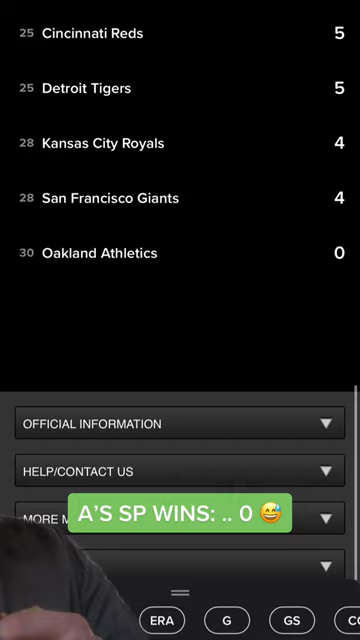 25 Cincinnati Reds 5
25 Detroit Tigers 5
28 Kansas City Royals 4
28 San Francisco Giants 4
30 Oakland Athletics 0
OFFICIAL INFORMATION
HELP/CONTACT US
MORE M
A'S SP WINS: .. 0 😅
ERA G GS